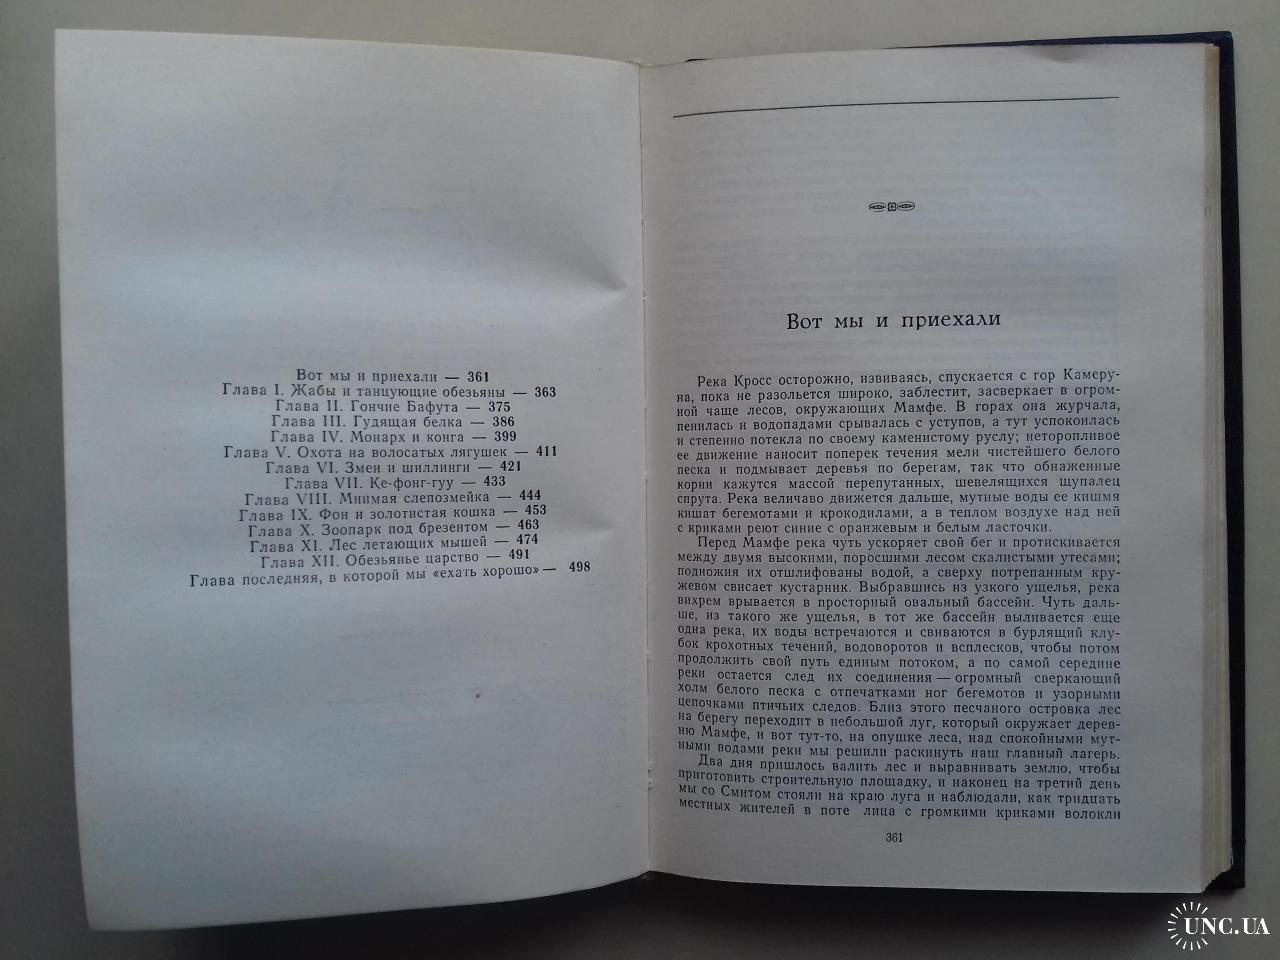 Вот мы и приехали — 361
Глава I. Жабы и танцующие обезьяны — 363
Глава II. Гончие Бафута — 375
Глава III. Гудящая белка — 386
Глава IV. Монарх и конга — 399
Глава V. Охота на волосатых лягушек — 411
Глава VI. Змеи и шиллинги — 421
Глава VII. Ке-фонг-гуу — 433
Глава VIII. Мнимая слепозмейка — 444
Глава IX. Фон и золотистая кошка — 453
Глава X. Зоопарк под брезентом — 463
Глава XI. Лес летающих мышей — 474
Глава XII. Обезьянье царство — 491
Глава последняя, в которой мы «ехать хорошо» — 498
Вот мы и приехали
Река Кросс осторожно, извиваясь, спускается с гор Камеру-
на, пока не разольется широко, заблестит, засверкает в огром-
ной чаще лесов, окружающих Мамфе. В горах она журчала,
пенилась и водопадами срывалась с уступов, а тут успокоилась
и степенно потекла по своему каменистому руслу; неторопливое
ее движение наносит поперек течения мели чистейшего белого
песка и подмывает деревья по берегам, так что обнаженные
корни кажутся массой перепутанных, шевелящихся щупалец
спрута. Река величаво движется дальше, мутные воды ее кишмя
кишат бегемотами и крокодилами, а в теплом воздухе над ней
с криками реют синие с оранжевым и белым ласточки.
Перед Мамфе река чуть ускоряет свой бег и протискивается
между двумя высокими, поросшими лесом скалистыми утесами;
подножия их отшлифованы водой, а сверху потрепанным кру-
жевом свисает кустарник. Выбравшись из узкого ущелья, река
вихрем врывается в просторный овальный бассейн. Чуть даль-
ше, из такого же ущелья, в тот же бассейн выливается еще
одна река, их воды встречаются и свиваются в бурлящий клу-
бок крохотных течений, водоворотов и всплесков, чтобы потом
продолжить свой путь единым потоком, а по самой середине
реки остается след их соединения — огромный сверкающий
холм белого песка с отпечатками ног бегемотов и узорными
цепочками птичьих следов. Близ этого песчаного островка лес
на берегу переходит в небольшой луг, который окружает дерев-
ню Мамфе, и вот тут-то, на опушке леса, над спокойными мут-
ными водами реки мы решили раскинуть наш главный лагерь.
Два дня пришлось валить лес и выравнивать землю, чтобы
приготовить строительную площадку, и наконец на третий день
мы со Смитом стояли на краю луга и наблюдали, как тридцать
местных жителей в поте лица с громкими криками волокли
361
UNC.UA